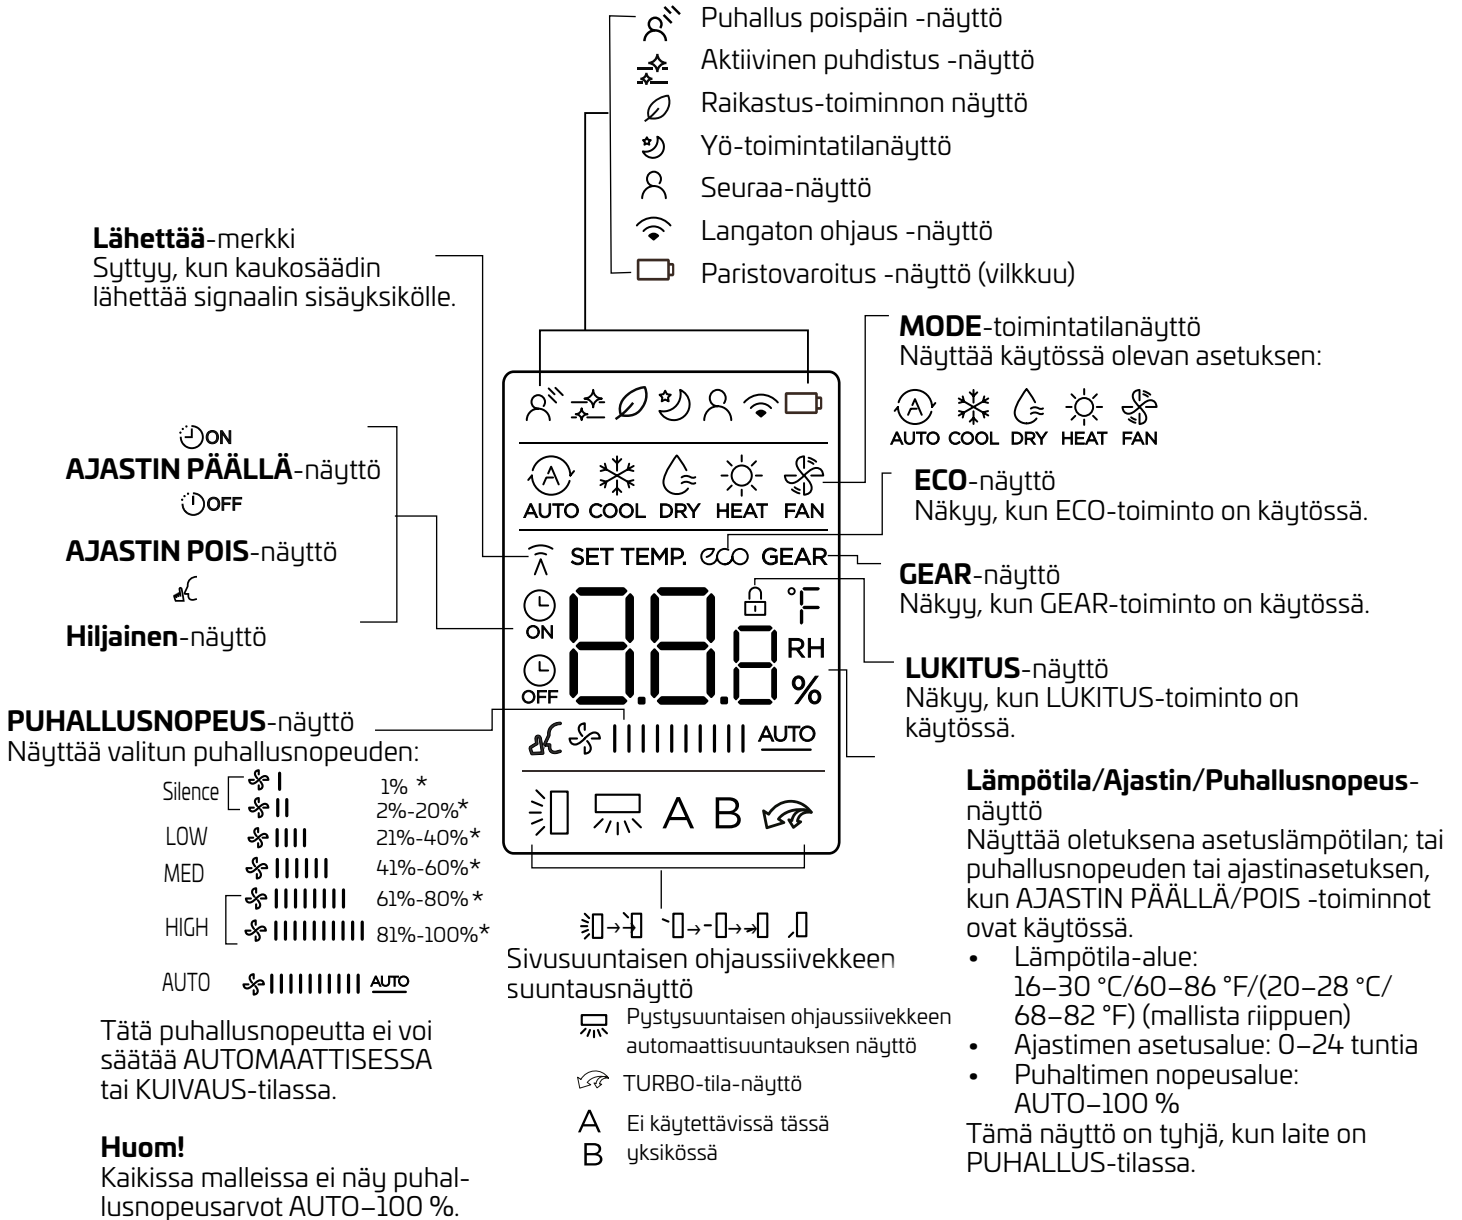 Puhallus poispäin -näyttö
Aktiivinen puhdistus -näyttö
Raikastus-toiminnon näyttö
Yö-toimintatilanäyttö
Seuraa-näyttö
Langaton ohjaus -näyttö
Paristovaroitus -näyttö (vilkkuu)
Lähettää-merkki
Syttyy, kun kaukosäädin
lähettää signaalin sisäyksikölle.
MODE-toimintatilanäyttö
Näyttää käytössä olevan asetuksen:
A
AUTO COOL DRY HEAT FAN
ECO-näyttö
Näkyy, kun ECO-toiminto on käytössä.
GEAR-näyttö
Näkyy, kun GEAR-toiminto on käytössä.
LUKITUS-näyttö
Näkyy, kun LUKITUS-toiminto on
käytössä.
ON
AJASTIN PÄÄLLÄ-näyttö
OFF
AJASTIN POIS-näyttö
Hiljainen-näyttö
A
AUTO COOL DRY HEAT FAN
SET TEMP. eco GEAR
ON
OFF
88.8
°F
RH
%
AUTO
A B
PUHALLUSNOPEUS-näyttö
Näyttää valitun puhallusnopeuden:
Silence 1% *
2%-20%*
LOW 21%-40%*
MED 41%-60%*
61%-80%*
HIGH 81%-100%*
AUTO AUTO
Tätä puhallusnopeutta ei voi
säätää AUTOMAATTISESSA
tai KUIVAUS-tilassa.
Huom!
Kaikissa malleissa ei näy puhal-
lusnopeusarvot AUTO–100 %.
Sivusuuntaisen ohjaussiivekkeen
suuntausnäyttö
Pystysuuntaisen ohjaussiivekkeen
automaattisuuntauksen näyttö
TURBO-tila-näyttö
A Ei käytettävissä tässä
B yksikössä
Lämpötila/Ajastin/Puhallusnopeus-
näyttö
Näyttää oletuksena asetuslämpötilan; tai
puhallusnopeuden tai ajastinasetuksen,
kun AJASTIN PÄÄLLÄ/POIS -toiminnot
ovat käytössä.
• Lämpötila-alue:
16–30 °C/60–86 °F/(20–28 °C/
68–82 °F) (mallista riippuen)
• Ajastimen asetusalue: 0–24 tuntia
• Puhaltimen nopeusalue:
AUTO–100 %
Tämä näyttö on tyhjä, kun laite on
PUHALLUS-tilassa.